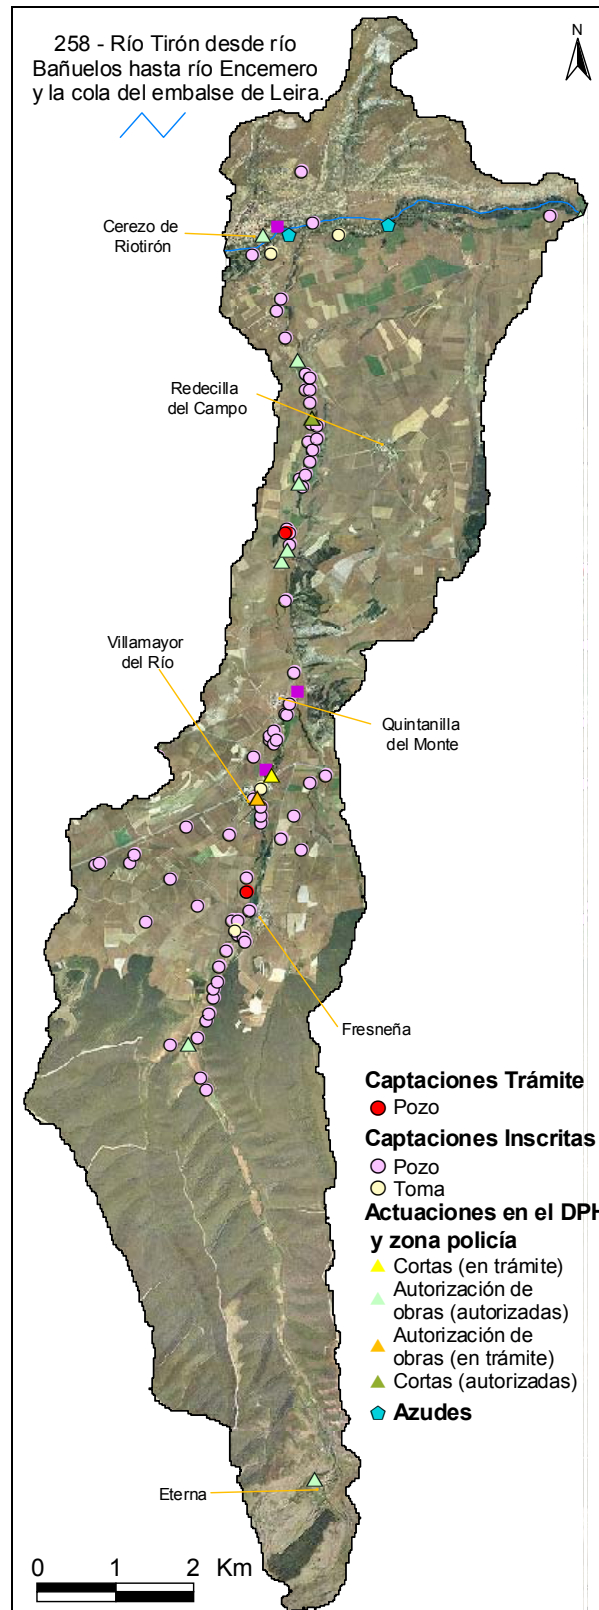 258 - Río Tirón desde río
Bañuelos hasta río Encemero
y la cola del embalse de Leira.
N
Cerezo de
Riotirón
Redecilla
del Campo
Villamayor
del Río
Quintanilla
del Monte
Fresneña
Captaciones Trámite
Pozo
Captaciones Inscritas
Pozo
Toma
Actuaciones en el DPH
y zona policía
Cortas (en trámite)
Autorización de
obras (autorizadas)
Autorización de
obras (en trámite)
Cortas (autorizadas)
Azudes
Eterna
0 1 2 Km